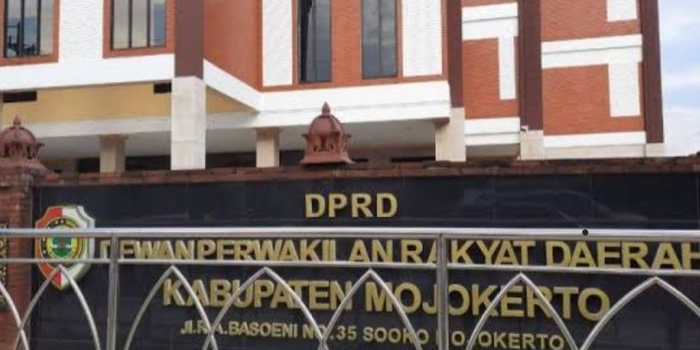 DPRD
DEWAN PERWAKILAN RAKYAT DAERAH
KABUPATEN MOJOKERTO
Jl. R.A. BASOENI NO. 35 SOOKO MOJOKERTO